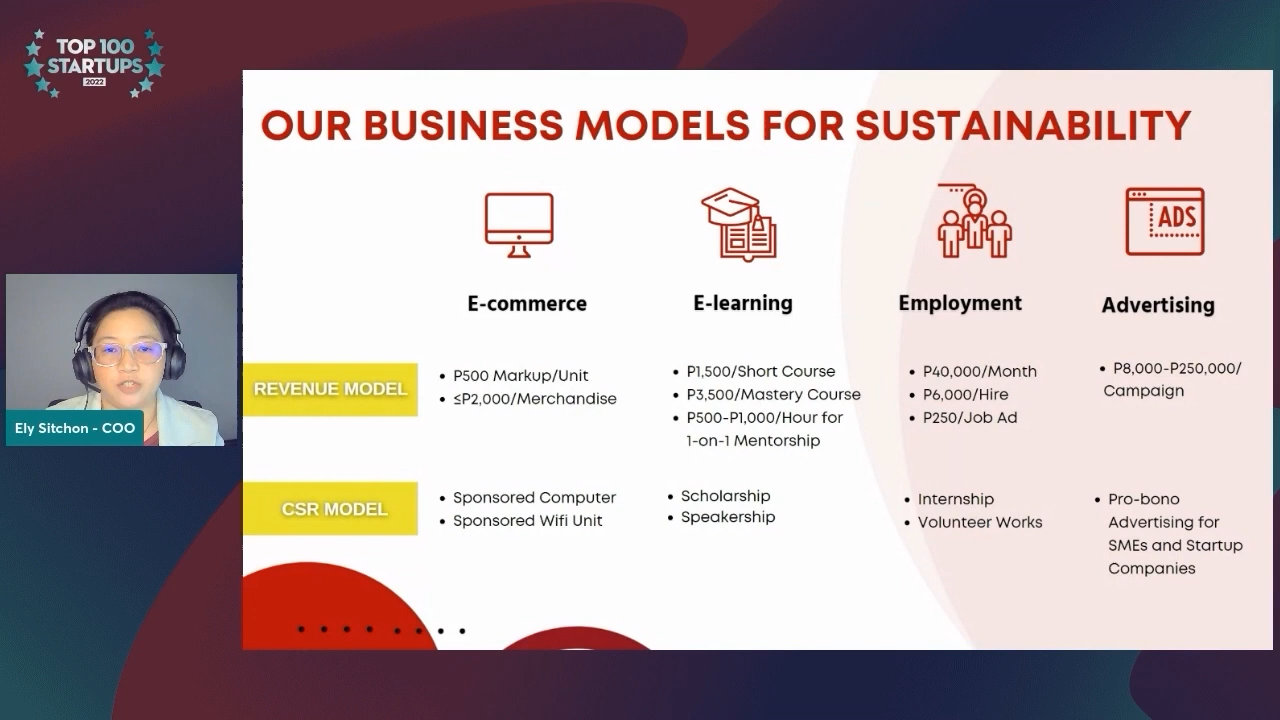 TOP 100
STARTUPS
2022
OUR BUSINESS MODELS FOR SUSTAINABILITY
ADS
E-commerce
E-learning
Employment
Advertising
REVENUE MODEL
• P500 Markup/Unit
• ≤P2,000/Merchandise
• P1,500/Short Course
• P3,500/Mastery Course
• P500-P1,000/Hour for
1-on-1 Mentorship
• P40,000/Month
• P6,000/Hire
• P250/Job Ad
• P8,000-P250,000/
Campaign
Ely Sitchon - COO
CSR MODEL
• Sponsored Computer
• Sponsored Wifi Unit
• Scholarship
• Speakership
• Internship
• Volunteer Works
• Pro-bono
Advertising for
SMEs and Startup
Companies